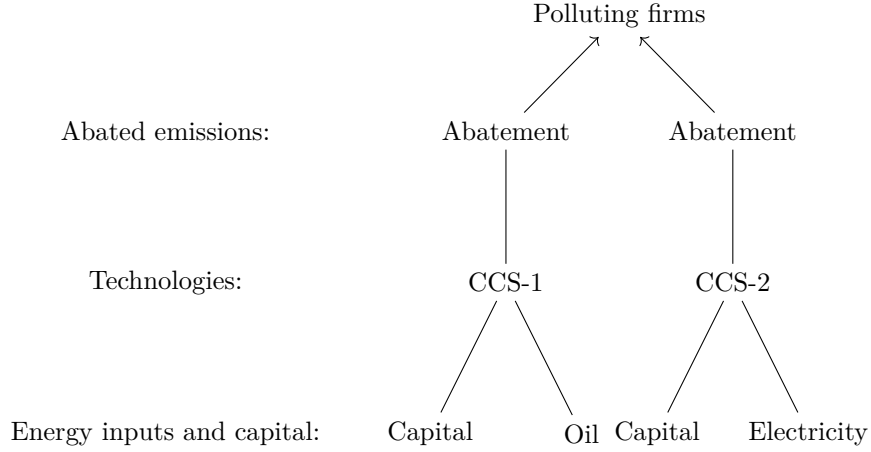 Polluting firms
Abated emissions: Abatement Abatement
Technologies: CCS-1 CCS-2
Energy inputs and capital: Capital Oil Capital Electricity